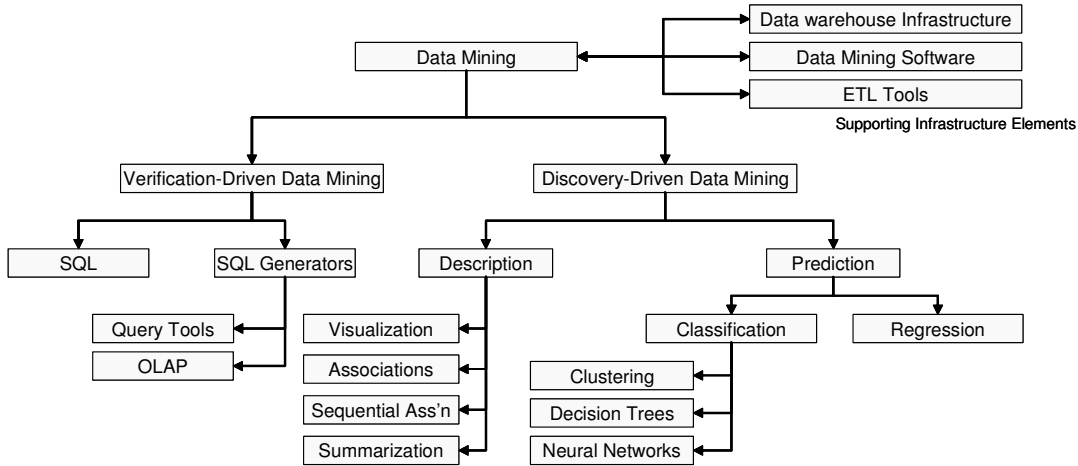 Data warehouse Infrastructure
Data Mining
Data Mining Software
ETL Tools
Supporting Infrastructure Elements
Verification-Driven Data Mining
Discovery-Driven Data Mining
SQL
SQL Generators
Description
Prediction
Query Tools
Visualization
Classification
Regression
OLAP
Associations
Clustering
Sequential Ass'n
Decision Trees
Summarization
Neural Networks